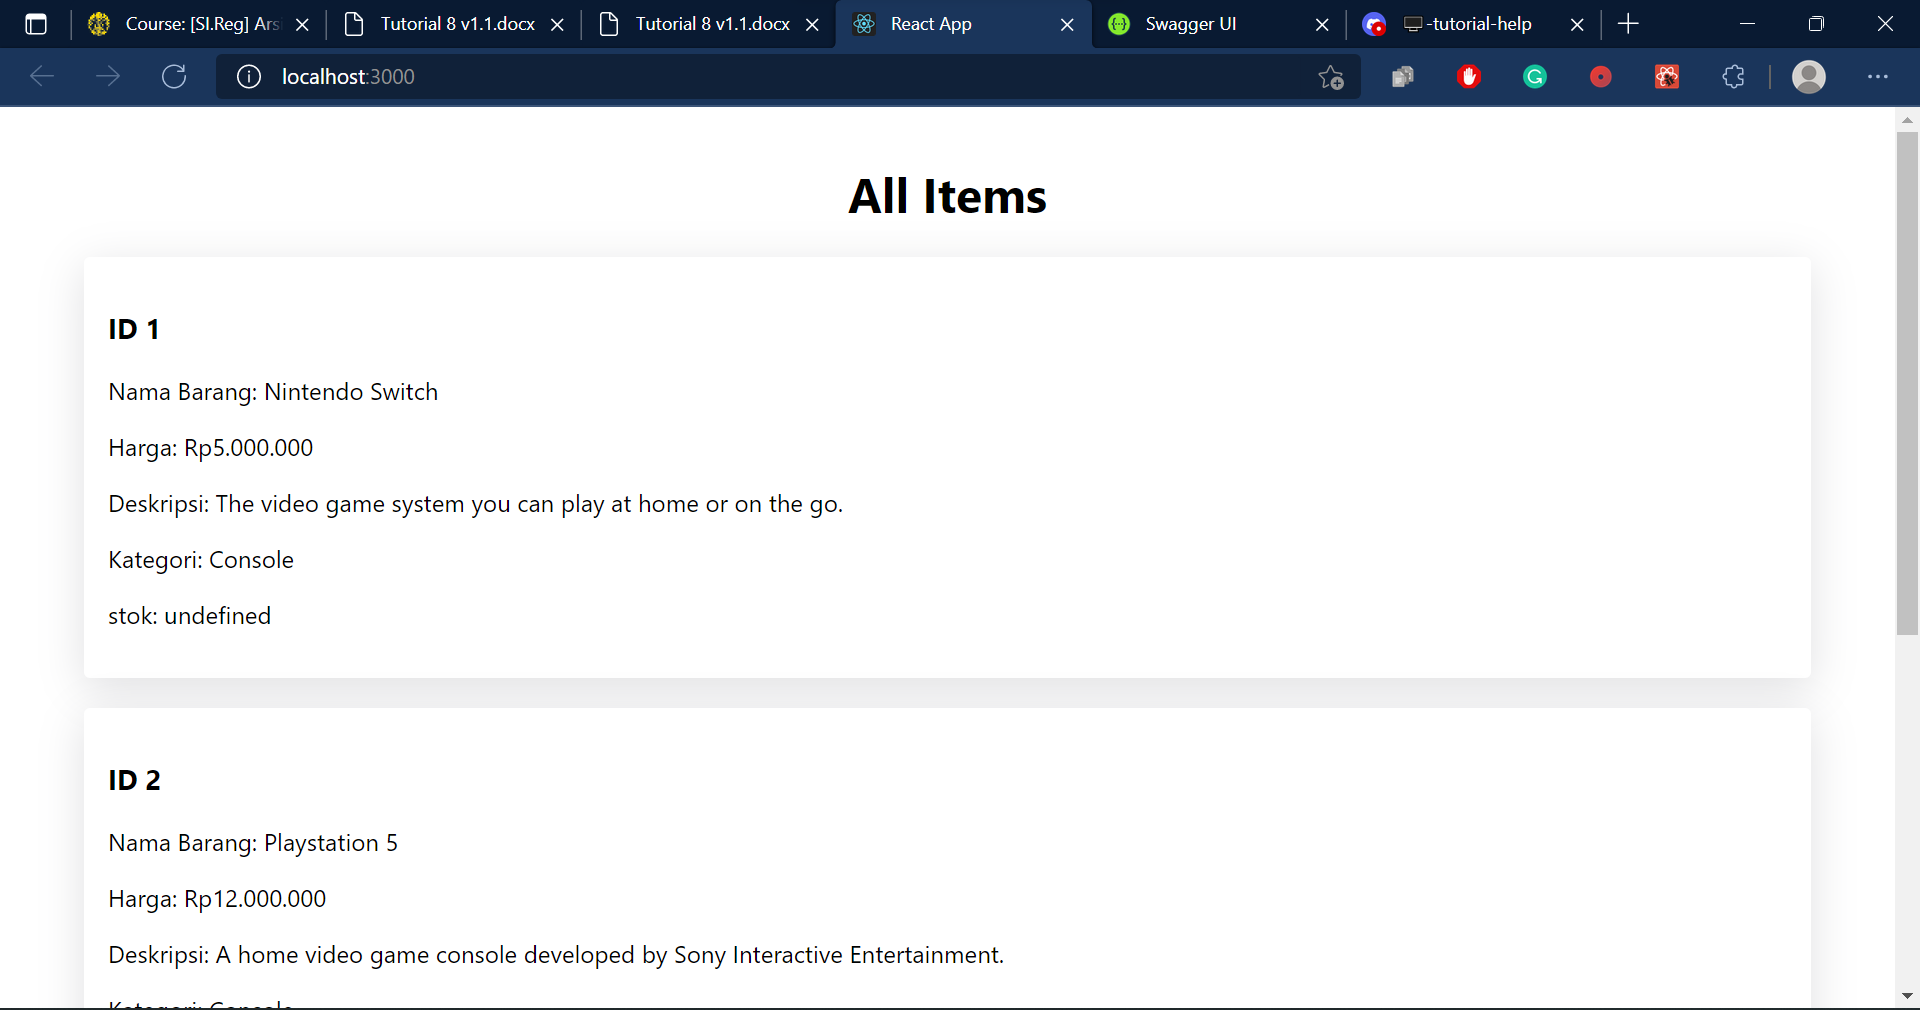 Course: [SI.Reg] Arsi
Tutorial 8 v1.1.docx
Tutorial 8 v1.1.docx
React App
Swagger UI
-tutorial-help
localhost:3000
All Items
ID 1
Nama Barang: Nintendo Switch
Harga: Rp5.000.000
Deskripsi: The video game system you can play at home or on the go.
Kategori: Console
stok: undefined
ID 2
Nama Barang: Playstation 5
Harga: Rp12.000.000
Deskripsi: A home video game console developed by Sony Interactive Entertainment.
Kategori: Console